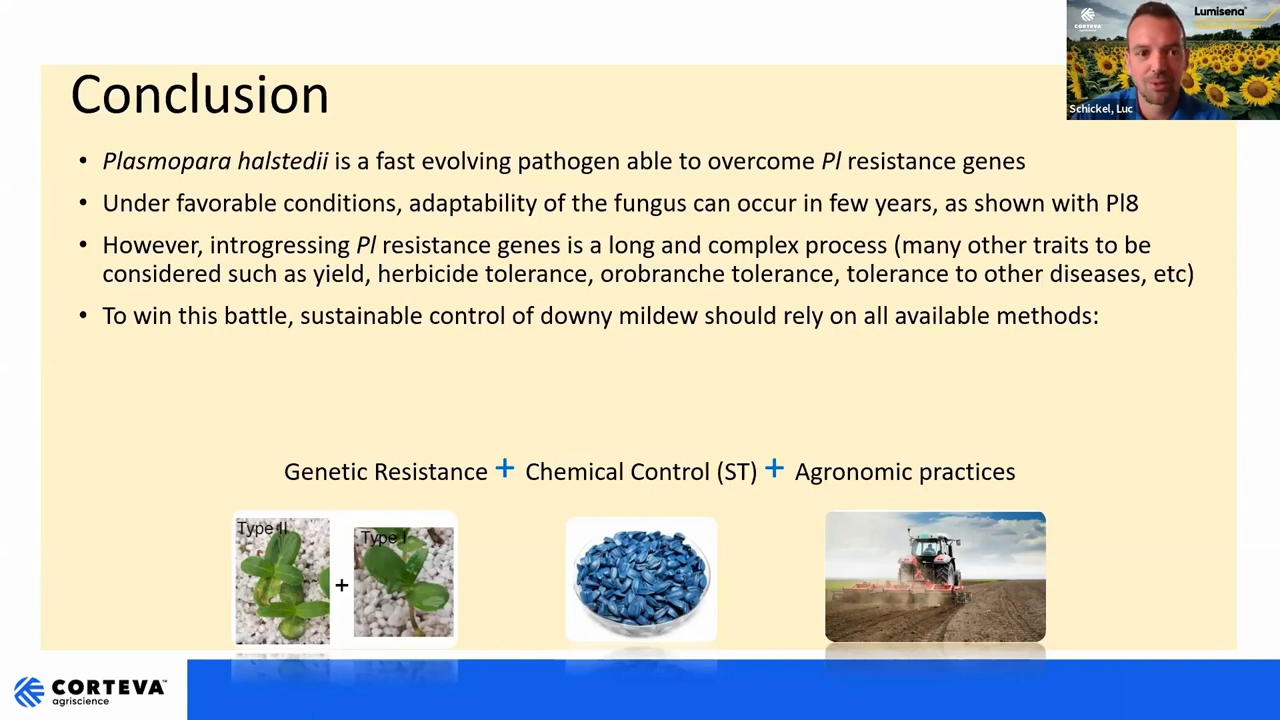 CORTEVA
agriscience
Lumisena
Schickel, Luc
Conclusion
• Plasmopara halstedii is a fast evolving pathogen able to overcome Pl resistance genes
• Under favorable conditions, adaptability of the fungus can occur in few years, as shown with Pl8
• However, introgressing Pl resistance genes is a long and complex process (many other traits to be
considered such as yield, herbicide tolerance, orobranche tolerance, tolerance to other diseases, etc)
• To win this battle, sustainable control of downy mildew should rely on all available methods:
Genetic Resistance + Chemical Control (ST) + Agronomic practices
Type II
+
Type I
CORTEVA™
agriscience